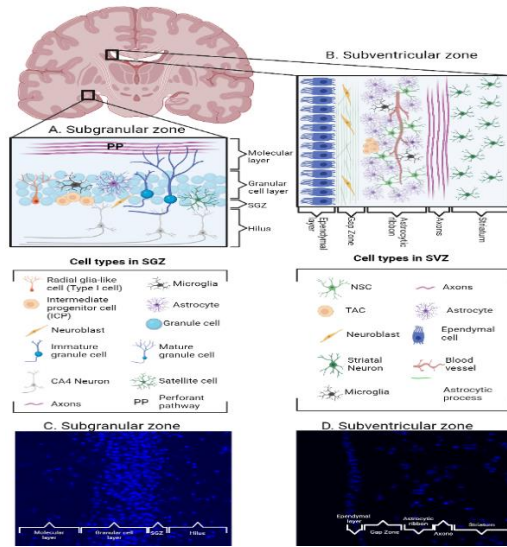 B. Subventricular zone
A. Subgranular zone
PP
Molecular
layer
Granular
cell layer
SGZ
Hilus
Ependymal
layer
Gap Zone
Astrocytic
ribbon
Axons
Striatum
Cell types in SGZ
Radial glia-like
cell (Type I cell)
Microglia
Intermediate
progenitor cell
(ICP)
Astrocyte
Neuroblast
Granule cell
Immature
granule cell
Mature
granule cell
CA4 Neuron
Satellite cell
Axons
PP Perforant
pathway
Cell types in SVZ
NSC
Axons
TAC
Astrocyte
Neuroblast
Ependymal
cell
Striatal
Neuron
Blood
vessel
Microglia
Astrocytic
process
C. Subgranular zone
Molecular
layer
Granular cell
layer
SGZ
Hilus
D. Subventricular zone
Ependymal
layer
Gap Zone
Astrocytic
ribbon
Axons
Striatum